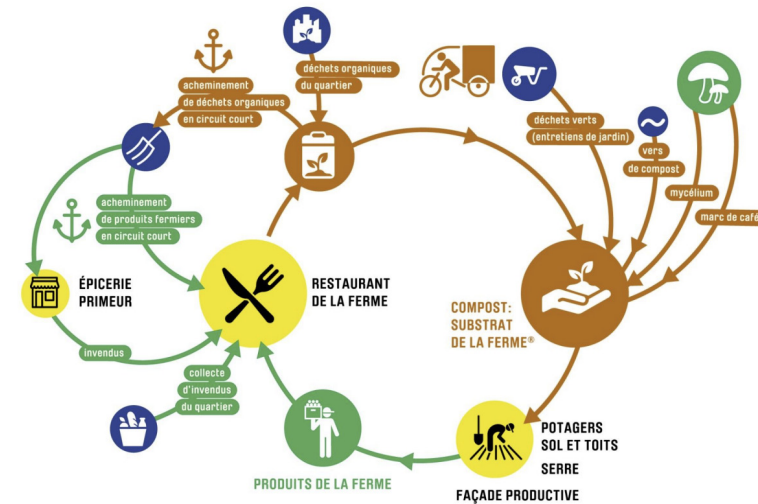 déchets organiques
du quartier
acheminement
de déchets organiques
en circuit court
déchets verts
(entretiens de jardin)
vers
de compost
mycélium
marc de café
acheminement
de produits fermiers
en circuit court
ÉPICERIE
PRIMEUR
RESTAURANT
DE LA FERME
COMPOST:
SUBSTRAT
DE LA FERME®
invendus
collecte
d'invendus
du quartier
POTAGERS
SOL ET TOITS
SERRE
FAÇADE PRODUCTIVE
PRODUITS DE LA FERME